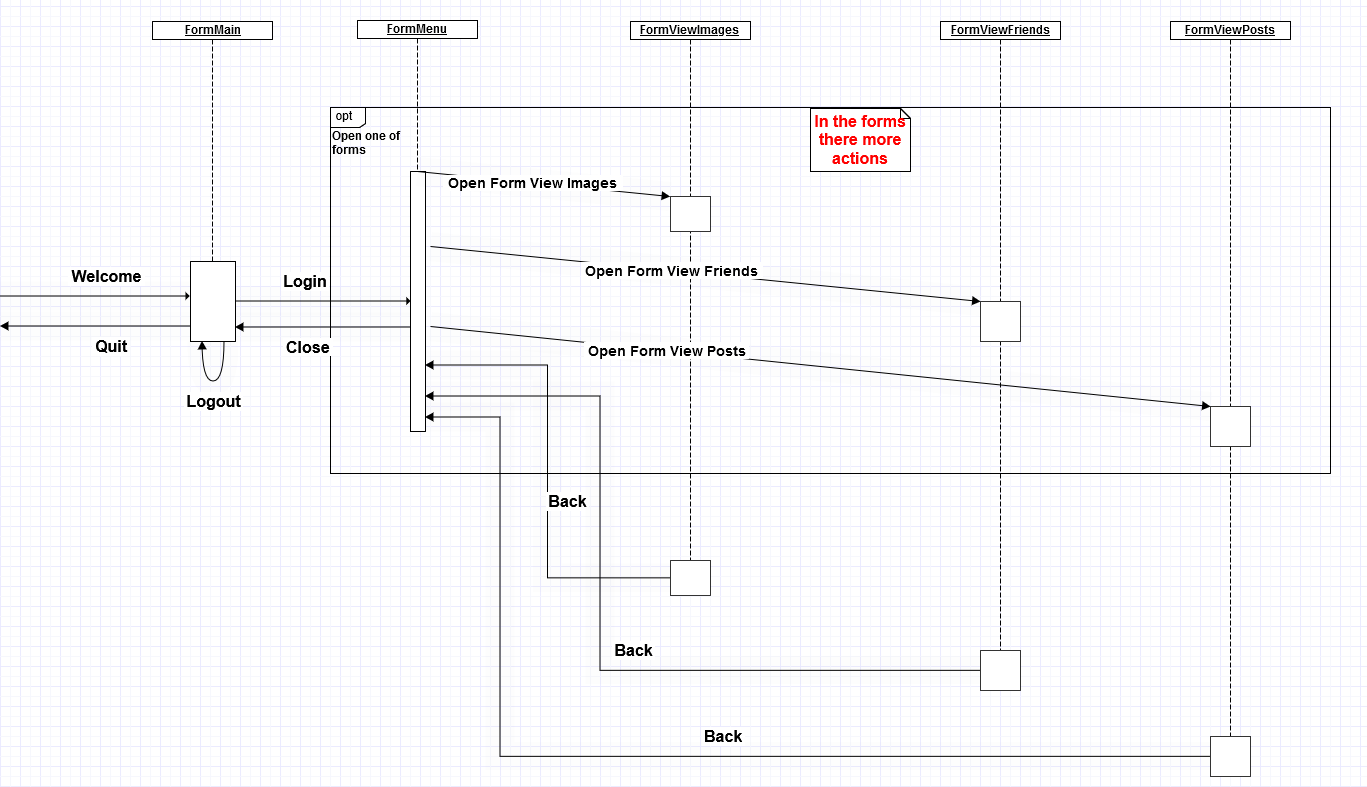 FormMain
FormMenu
FormViewImages
FormViewFriends
FormViewPosts
opt
Open one of
forms
In the forms
there more
actions
Open Form View Images
Open Form View Friends
Welcome
Login
Quit
Close
Open Form View Posts
Logout
Back
Back
Back